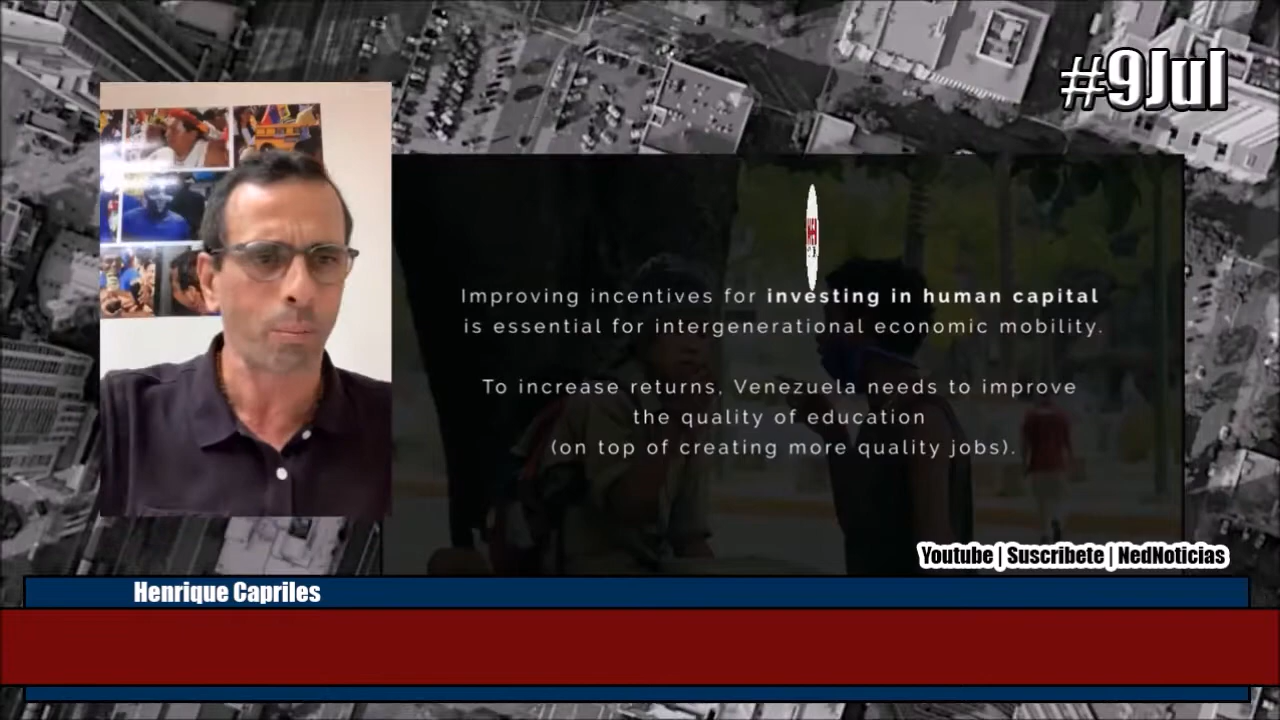 #9Jul
Improving incentives for investing in human capital
is essential for intergenerational economic mobility.
To increase returns, Venezuela needs to improve
the quality of education
(on top of creating more quality jobs).
Youtube | Suscribete | NedNoticias
Henrique Capriles